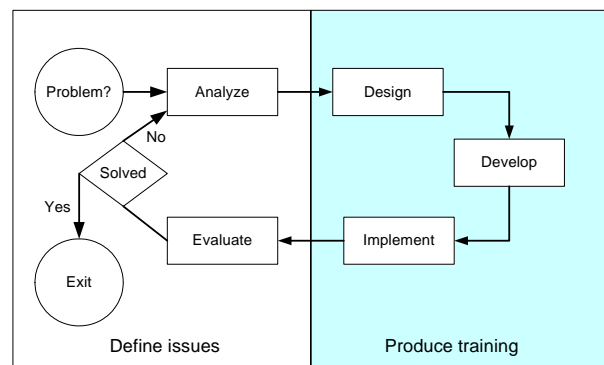 Problem?
Analyze
Design
No
Solved
Develop
Yes
Evaluate
Implement
Exit
Define issues
Produce training